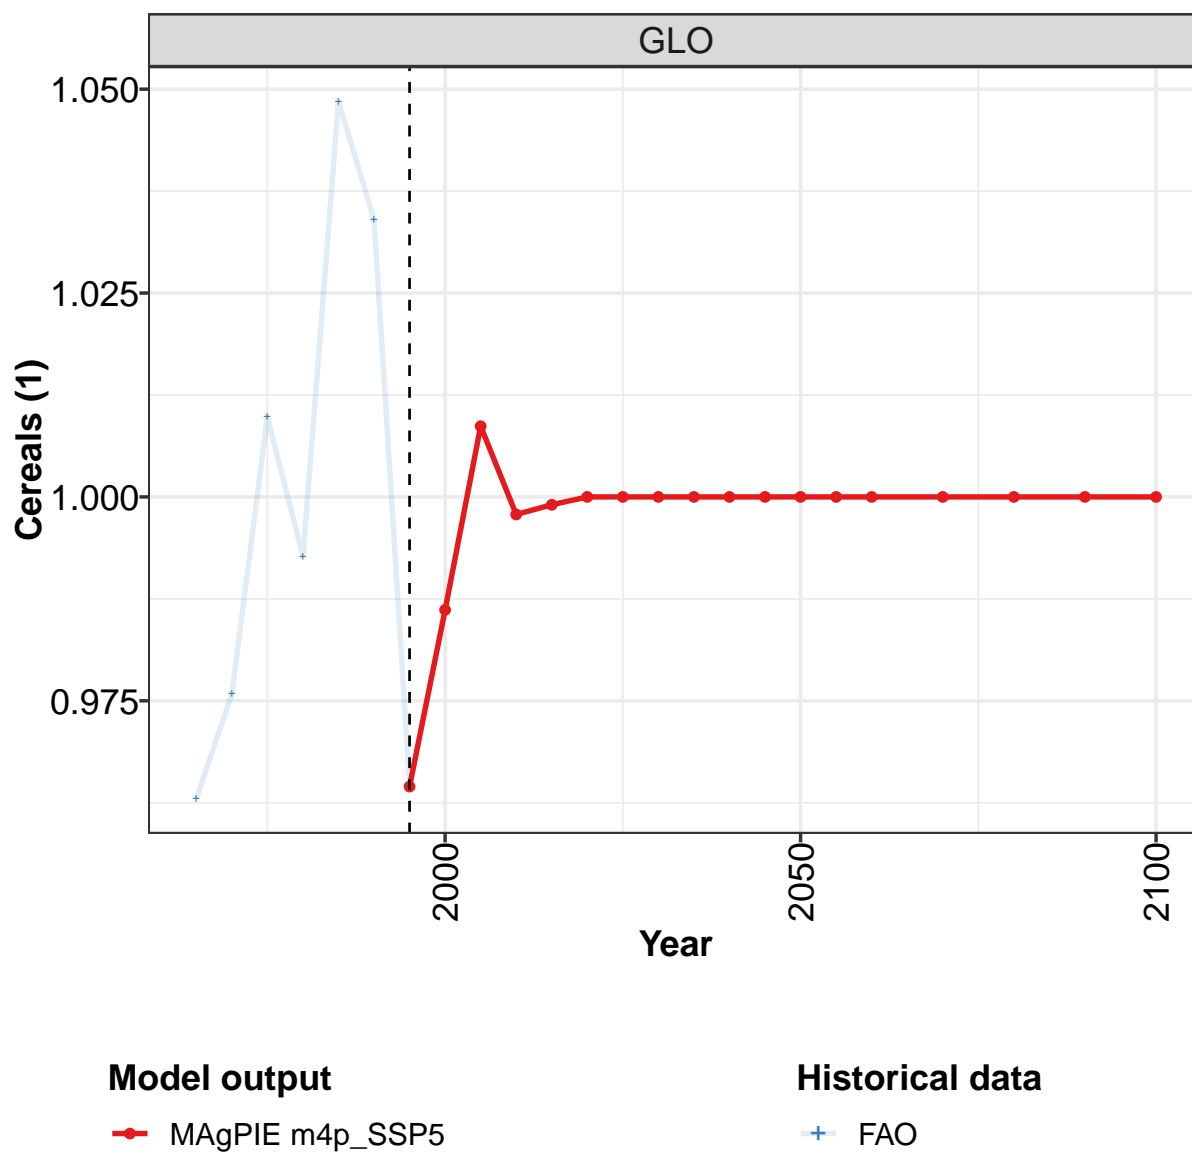 GLO
1.050
1.025
1.000
0.975
Cereals (1)
2000
2050
2100
Year
Model output
MAgPIE m4p_SSP5
Historical data
FAO